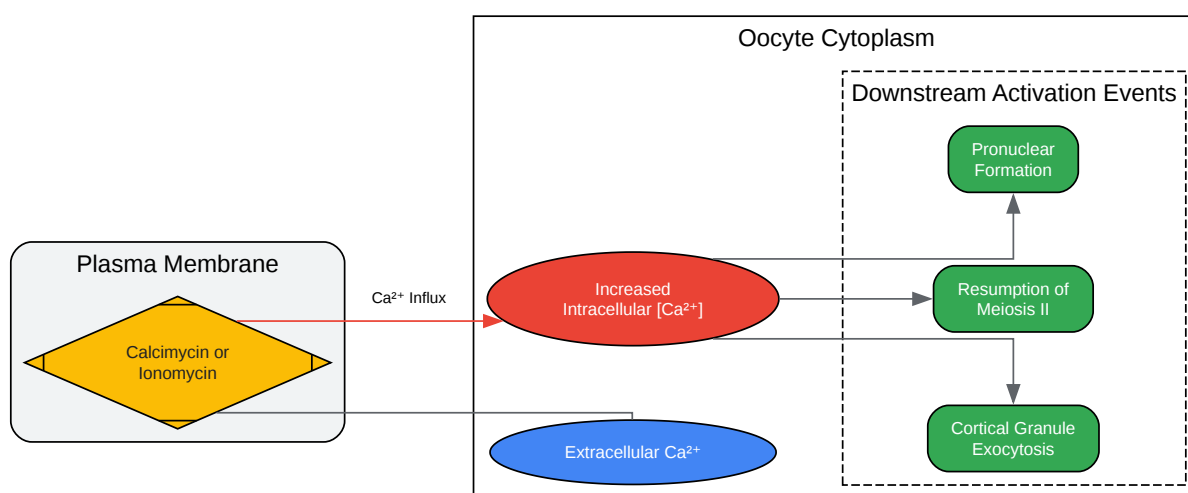 Oocyte Cytoplasm
Downstream Activation Events
Pronuclear
Formation
Plasma Membrane
Ca²⁺ Influx
Increased
Intracellular [Ca²⁺]
Resumption of
Meiosis II
Calcimycin or
Ionomycin
Extracellular Ca²⁺
Cortical Granule
Exocytosis